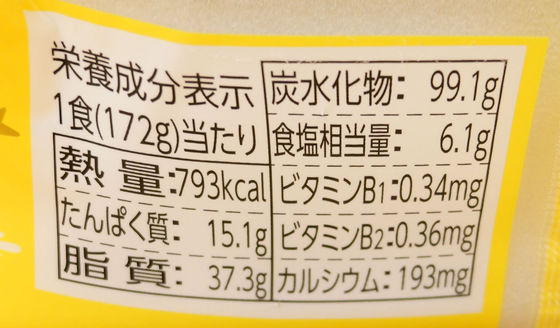 栄養成分表示
1食(172g)当たり
熱量:793kcal
たんぱく質: 15.1g
脂質: 37.3g
炭水化物: 99.1g
食塩相当量: 6.1g
ビタミンB1:0.34mg
ビタミンB2:0.36mg
カルシウム:193mg